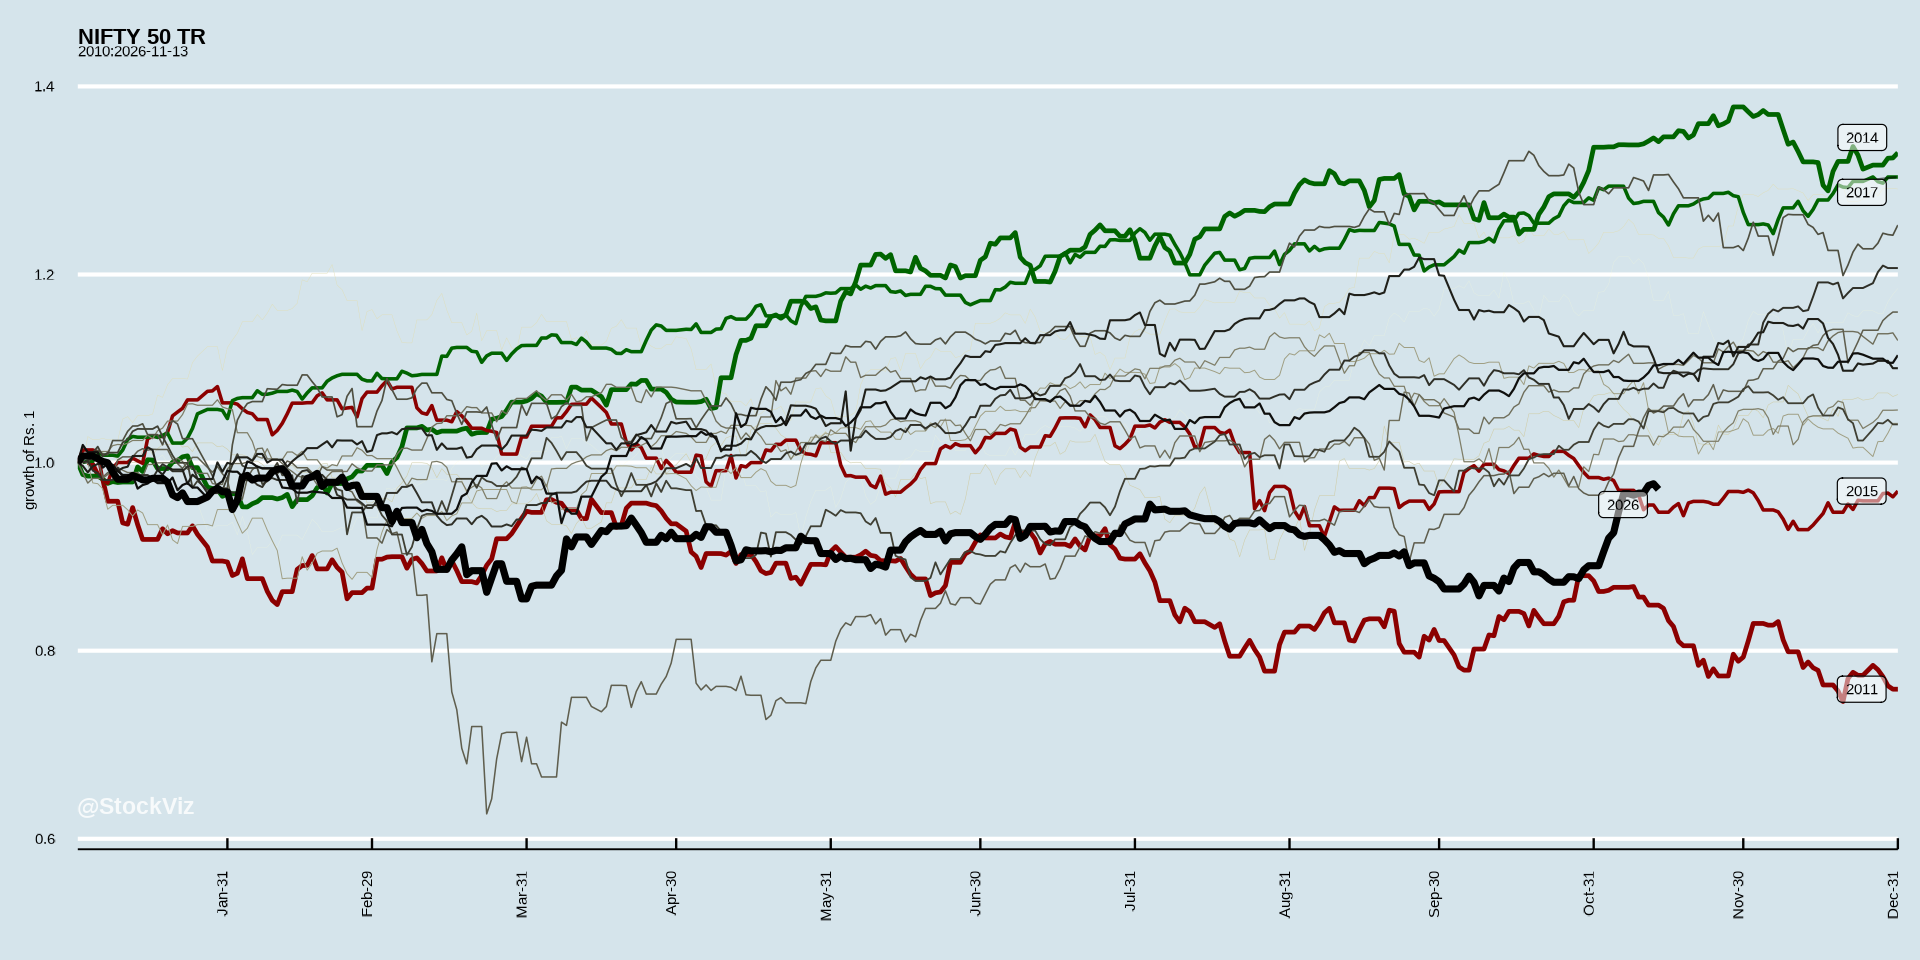 NIFTY 50 TR
2010:2026-11-13
growth of Rs. 1
1.4
1.2
1.0
0.8
0.6
2014
2017
2015
2026
2011
@StockViz
Jan-31
Feb-29
Mar-31
Apr-30
May-31
Jun-30
Jul-31
Aug-31
Sep-30
Oct-31
Nov-30
Dec-31